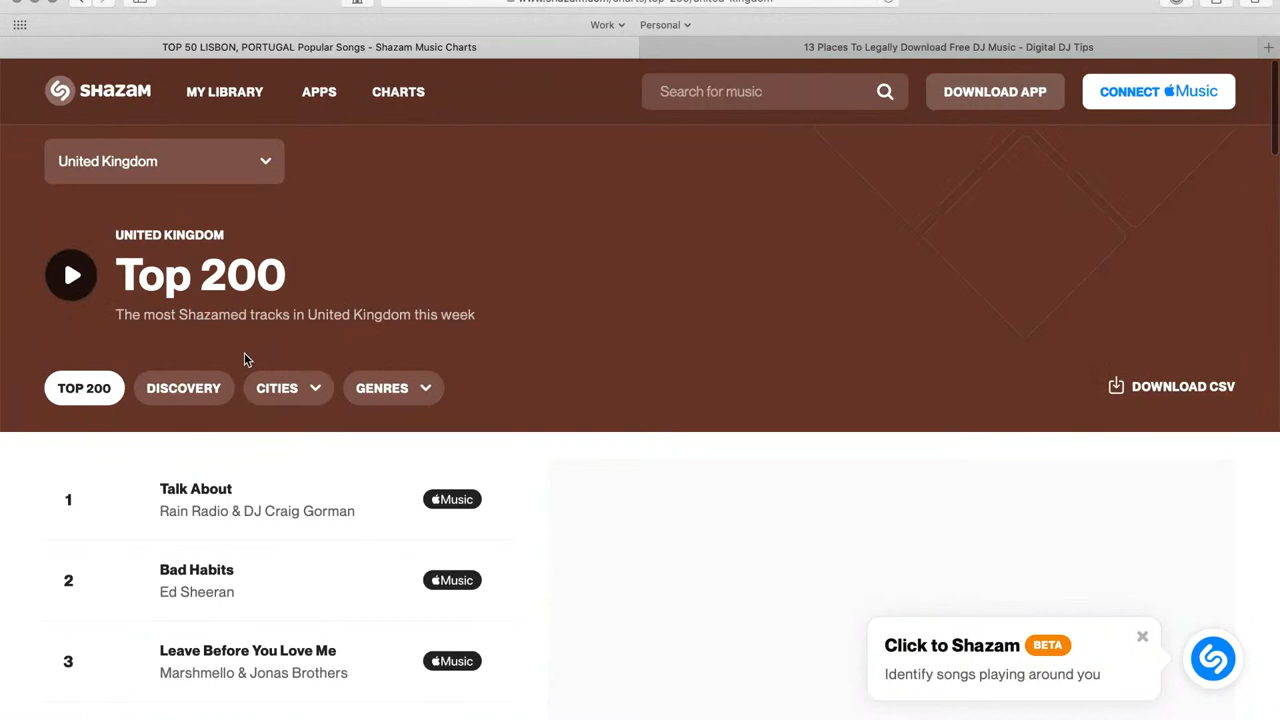 Work Personal
TOP 50 LISBON, PORTUGAL Popular Songs - Shazam Music Charts
13 Places To Legally Download Free DJ Music - Digital DJ Tips
SHAZAM MY LIBRARY APPS CHARTS Search for music DOWNLOAD APP CONNECT Music
United Kingdom
UNITED KINGDOM
Top 200
The most Shazamed tracks in United Kingdom this week
TOP 200 DISCOVERY CITIES GENRES DOWNLOAD CSV
1 Talk About Music
Rain Radio & DJ Craig Gorman
2 Bad Habits Music
Ed Sheeran
3 Leave Before You Love Me Music
Marshmello & Jonas Brothers
Click to Shazam BETA
Identify songs playing around you